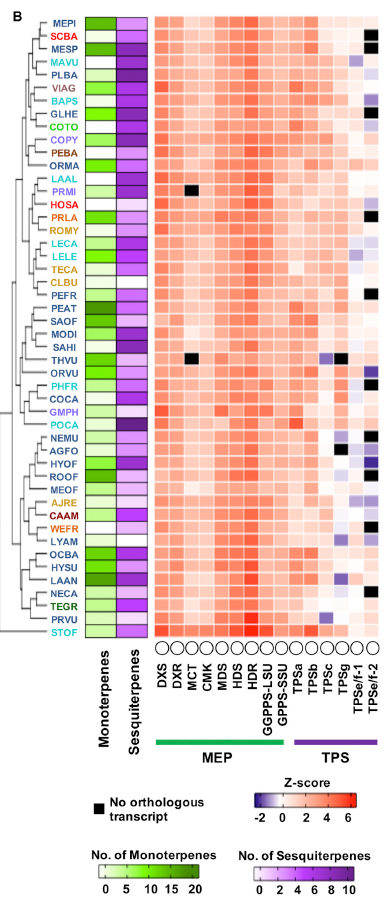 B
MEPI
SCBA
MESP
MAVU
PLBA
VIAG
BAPS
GLHE
COTO
COPY
PEBA
ORMA
LAAL
PRMI
HOSA
PRLA
ROMY
LECA
LELE
TECA
CLBU
PEFR
PEAT
SAOF
MODI
SAHI
THVU
ORVU
PHFR
COCA
GMPH
POCA
NEMU
AGFO
HYOF
ROOF
MEOF
AJRE
CAAM
WEFR
LYAM
OCBA
HYSU
LAAN
NECA
TEGR
PRVU
STOF
Monoterpenes
Sesquiterpenes
DXS
DXR
MCT
CMK
MDS
HDS
HDR
GGPPS-LSU
GPPS-SSU
TPSa
TPSb
TPSc
TPSg
TPSe/f-1
TPSe/f-2
MEP
TPS
No orthologous
transcript
Z-score
-2 0 2 4 6
No. of Monoterpenes
0 5 10 15 20
No. of Sesquiterpenes
0 2 4 6 8 10